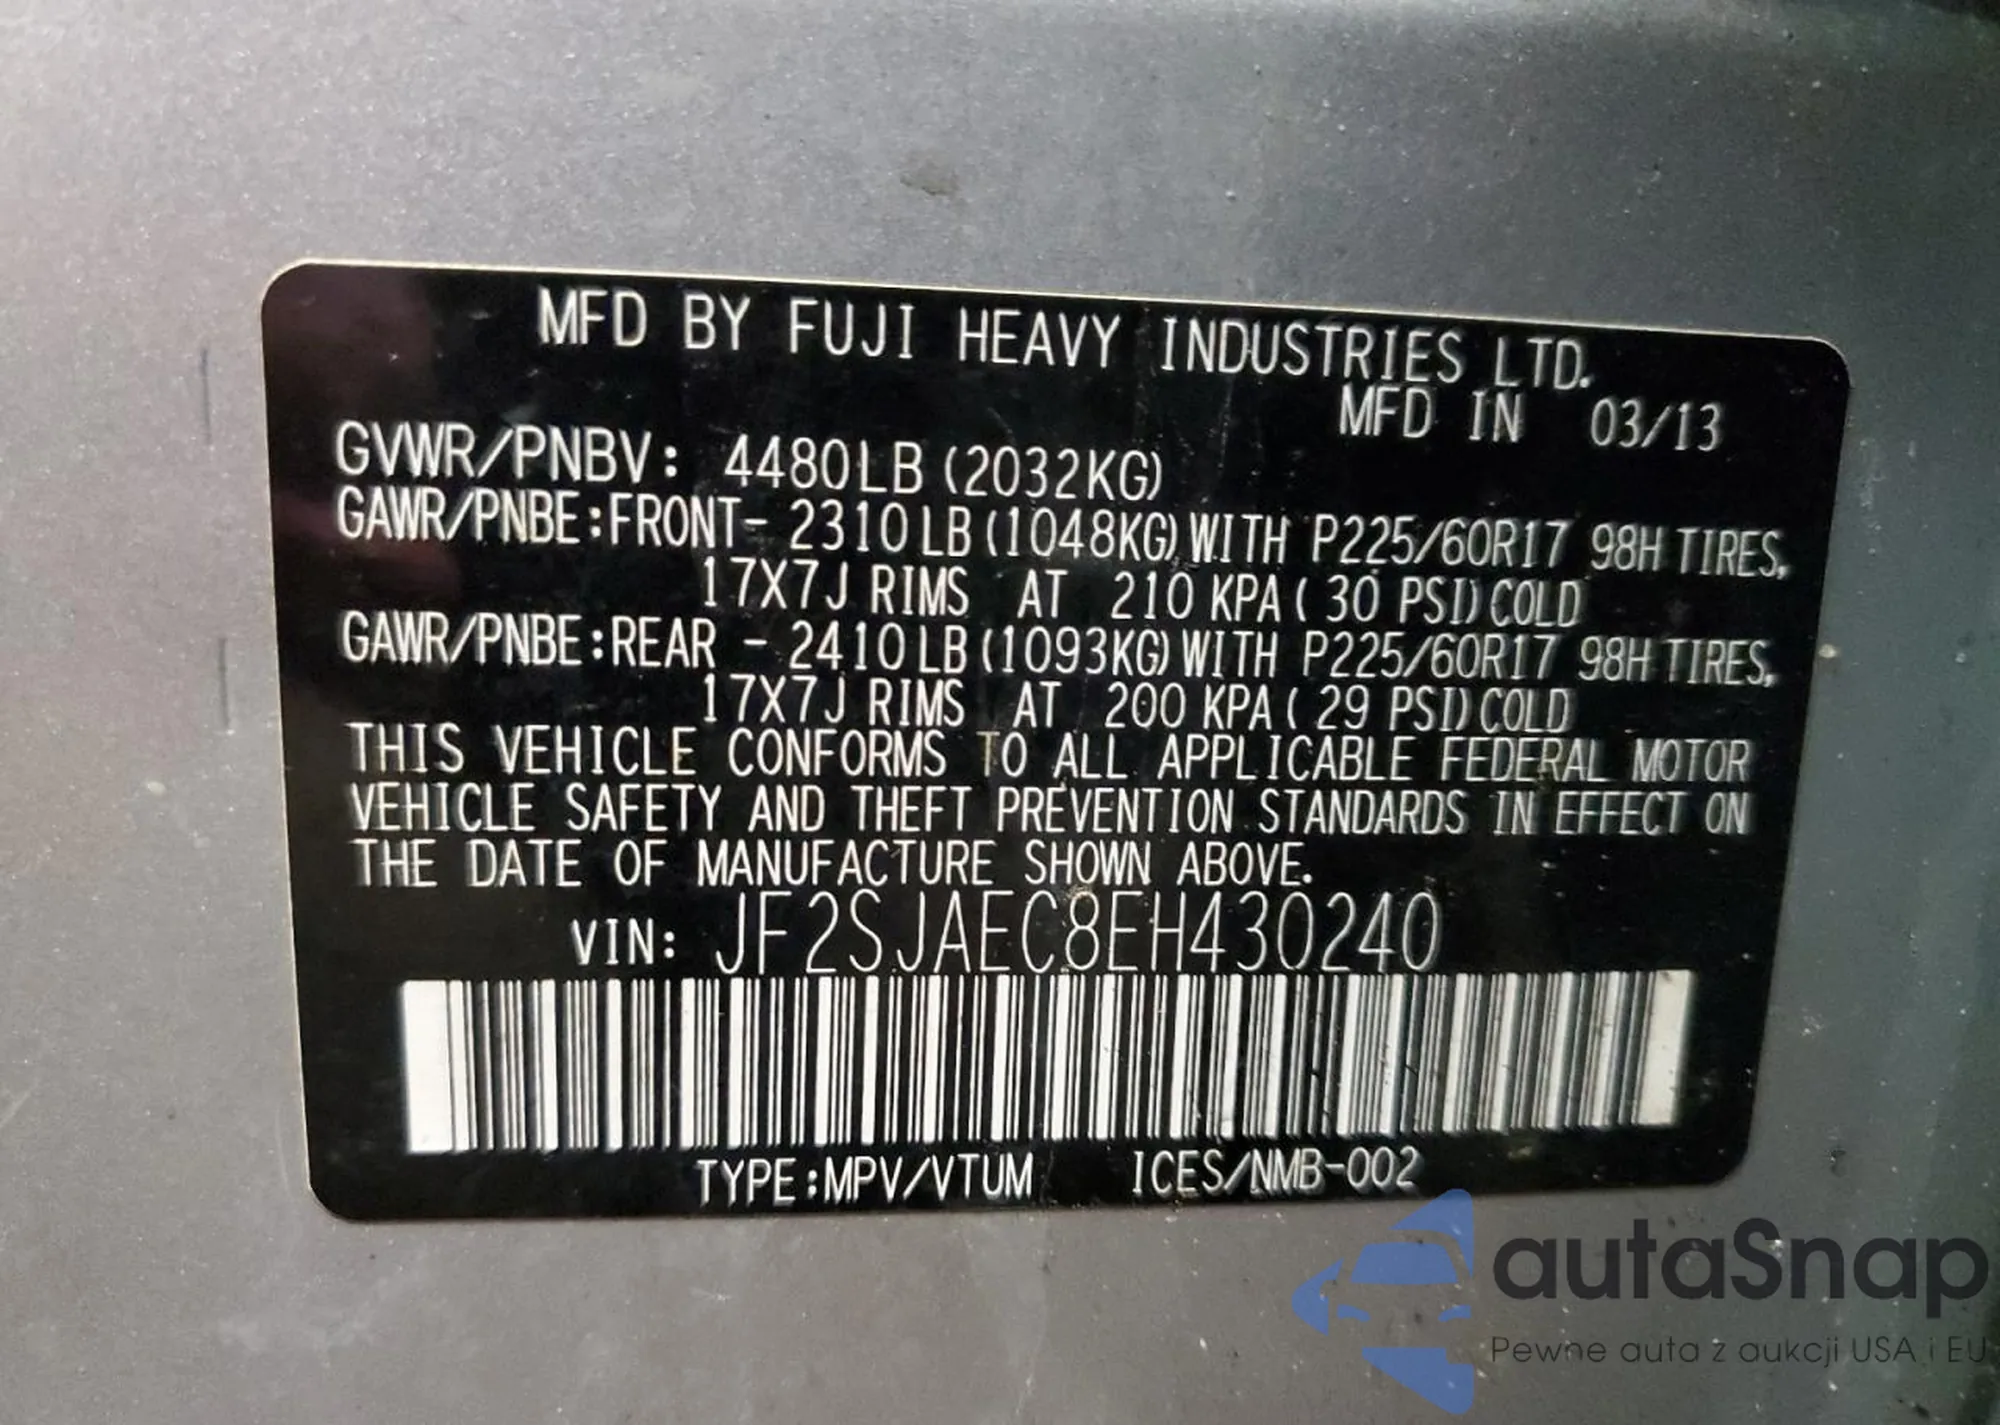 MFD BY FUJI HEAVY INDUSTRIES LTD.
MFD IN 03/13
GVWR/PNBV: 4480LB (2032KG)
GAWR/PNBE:FRONT- 2310LB(1048KG)WITH P225/60R17 98H TIRES,
17X7J RIMS AT 210 KPA( 30 PSI)COLD
GAWR/PNBE:REAR - 2410LB(1093KG)WITH P225/60R17 98H TIRES,
17X7J RIMS AT 200 KPA( 29 PSI)COLD
THIS VEHICLE CONFORMS TO ALL APPLICABLE FEDERAL MOTOR
VEHICLE SAFETY AND THEFT PREVENTION STANDARDS IN EFFECT ON
THE DATE OF MANUFACTURE SHOWN ABOVE.
VIN: JF2SJAEC8EH430240
TYPE:MPV/VTUM ICES/NMB-002
autaSnap
Pewne auta z aukcji USA i EU